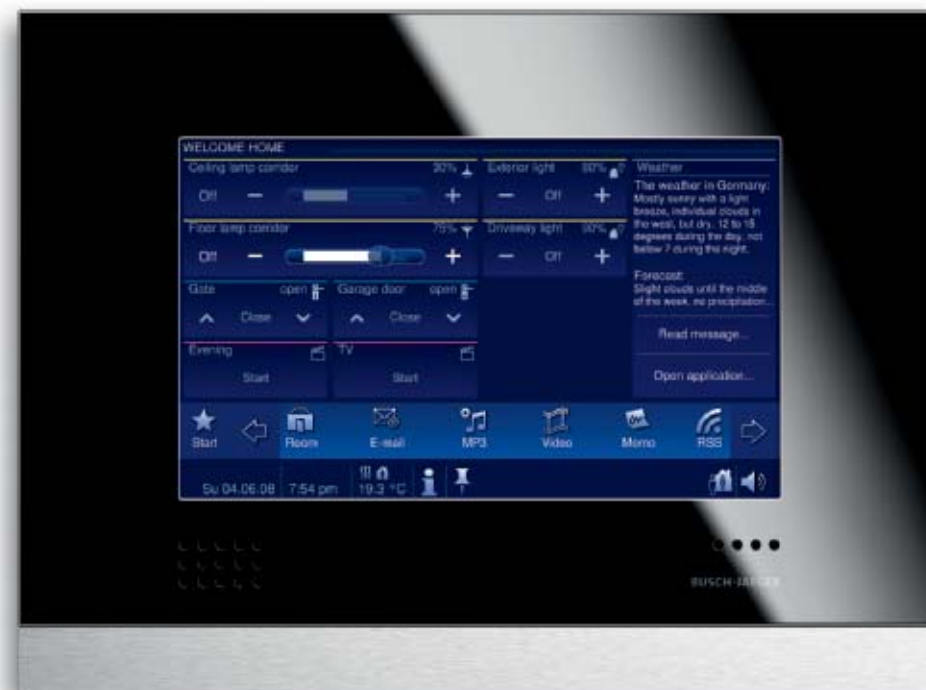 WELCOME HOME
Ceiling lamp corridor 30%
Off − +
Exterior light 80%
− Off +
Floor lamp corridor 75%
Off − +
Driveway light 90%
− Off +
Gate open
Close
Garage door open
Close
Evening
Start
TV
Start
Weather
The weather in Germany:
Mostly sunny with a light
breeze, individual clouds in
the west, but dry. 12 to 18
degrees during the day, not
below 7 during the night.
Forecast:
Slight clouds until the middle
of the week, no precipitation...
Read message...
Open application...
Start
Room
E-mail
MP3
Video
Memo
RSS
Su 04.06.08
7:54 pm
19.3 °C
BUSCH-JAEGER